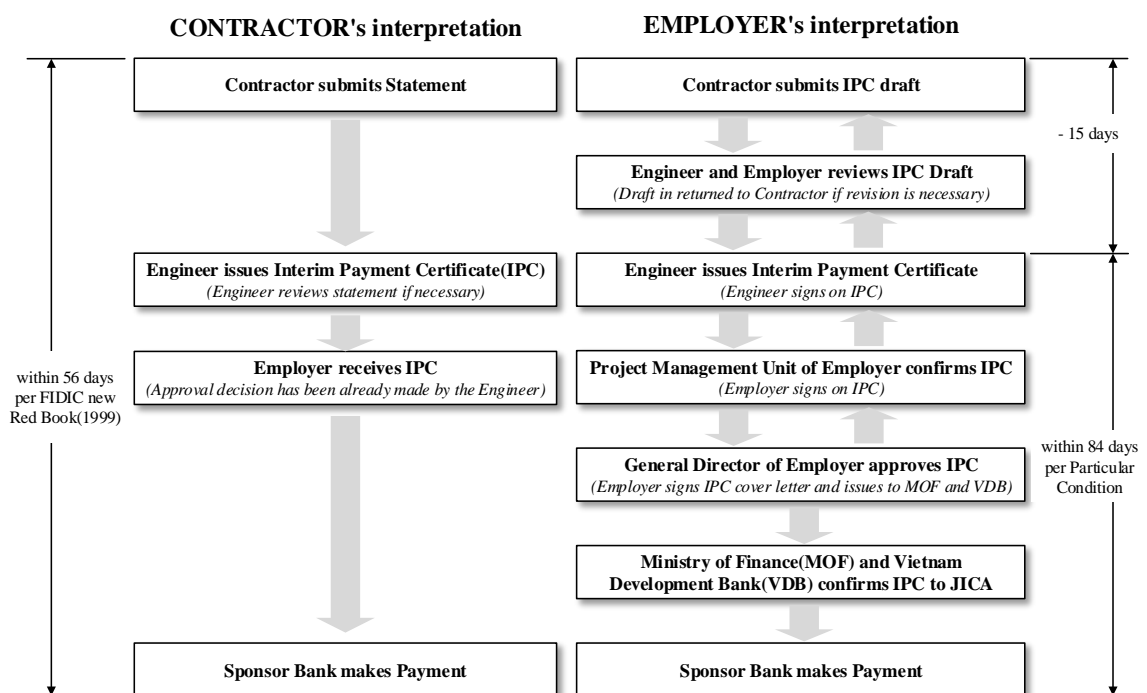 CONTRACTOR's interpretation
EMPLOYER's interpretation
Contractor submits Statement
Contractor submits IPC draft
- 15 days
Engineer and Employer reviews IPC Draft
(Draft in returned to Contractor if revision is necessary)
Engineer issues Interim Payment Certificate(IPC)
(Engineer reviews statement if necessary)
Engineer issues Interim Payment Certificate
(Engineer signs on IPC)
within 56 days
per FIDIC new
Red Book(1999)
Employer receives IPC
(Approval decision has been already made by the Engineer)
Project Management Unit of Employer confirms IPC
(Employer signs on IPC)
General Director of Employer approves IPC
(Employer signs IPC cover letter and issues to MOF and VDB)
within 84 days
per Particular
Condition
Ministry of Finance(MOF) and Vietnam
Development Bank(VDB) confirms IPC to JICA
Sponsor Bank makes Payment
Sponsor Bank makes Payment